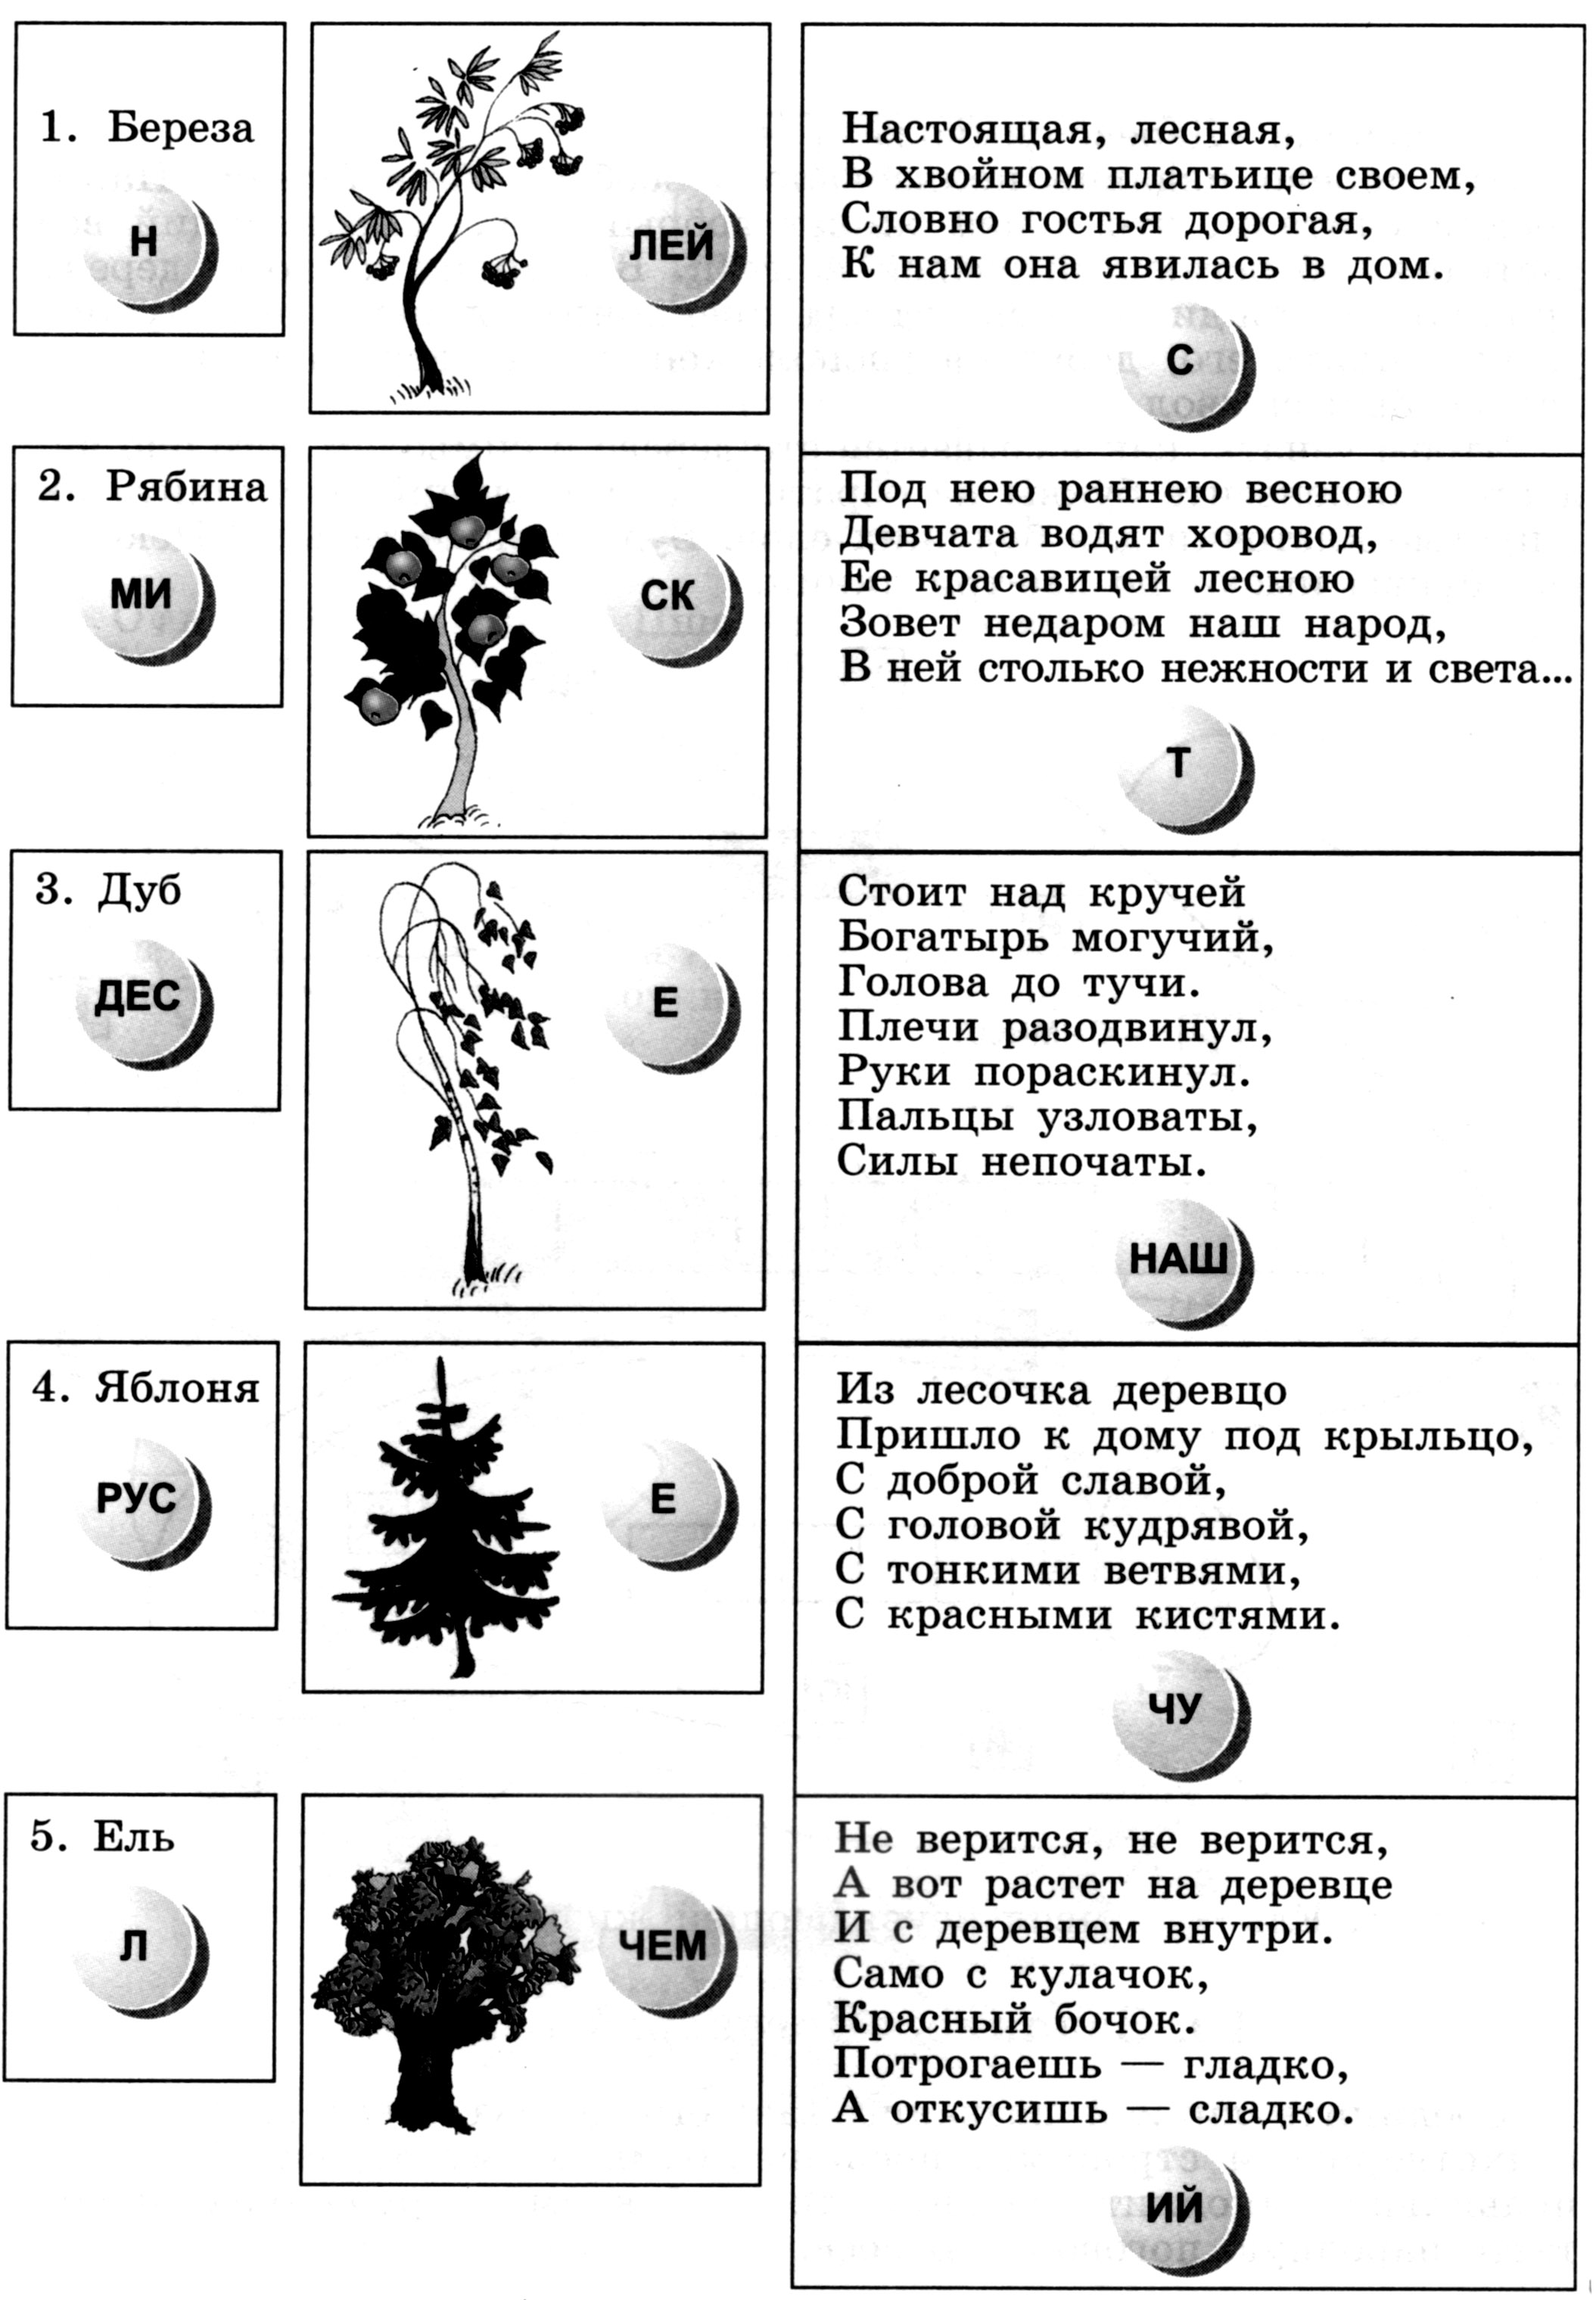 1. Береза
Н
ЛЕЙ
Настоящая, лесная,
В хвойном платьице своем,
Словно гостья дорогая,
К нам она явилась в дом.
С
2. Рябина
МИ
СК
Под нею раннею весною
Девчата водят хоровод,
Ее красавицей лесною
Зовет недаром наш народ,
В ней столько нежности и света...
Т
3. Дуб
ДЕС
Е
Стоит над кручей
Богатырь могучий,
Голова до тучи.
Плечи разодвинул,
Руки пораскинул.
Пальцы узловаты,
Силы непочаты.
НАШ
4. Яблоня
РУС
Е
Из лесочка деревцо
Пришло к дому под крыльцо,
С доброй славой,
С головой кудрявой,
С тонкими ветвями,
С красными кистями.
ЧУ
5. Ель
Л
ЧЕМ
Не верится, не верится,
А вот растет на деревце
И с деревцем внутри.
Само с кулачок,
Красный бочок.
Потрогаешь — гладко,
А откусишь — сладко.
ИЙ